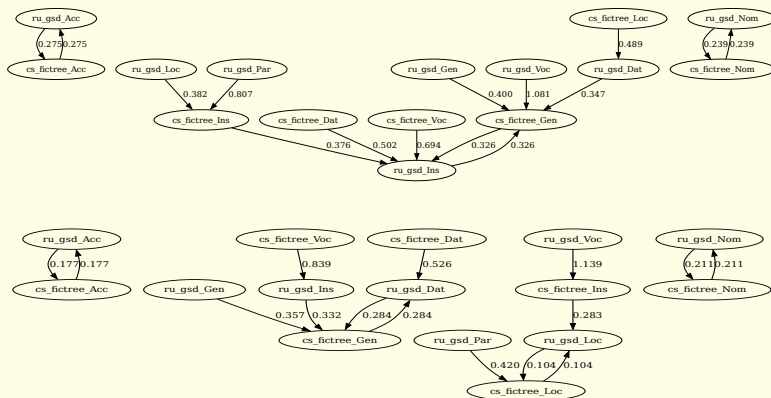 ru_gsd_Acc
cs_fictree_Loc
ru_gsd_Nom
0.275 0.275
0.489
0.239 0.239
cs_fictree_Acc
ru_gsd_Loc
ru_gsd_Par
ru_gsd_Gen
ru_gsd_Voc
ru_gsd_Dat
cs_fictree_Nom
0.382
0.807
0.400
1.081
0.347
cs_fictree_Ins
cs_fictree_Dat
cs_fictree_Voc
cs_fictree_Gen
0.376
0.502
0.694
0.326
0.326
ru_gsd_Ins
ru_gsd_Acc
cs_fictree_Voc
cs_fictree_Dat
ru_gsd_Voc
ru_gsd_Nom
0.177 0.177
0.839
0.526
1.139
0.211 0.211
cs_fictree_Acc
ru_gsd_Gen
ru_gsd_Ins
ru_gsd_Dat
cs_fictree_Ins
cs_fictree_Nom
0.357
0.332
0.284
0.284
0.283
cs_fictree_Gen
ru_gsd_Par
ru_gsd_Loc
0.420
0.104
0.104
cs_fictree_Loc